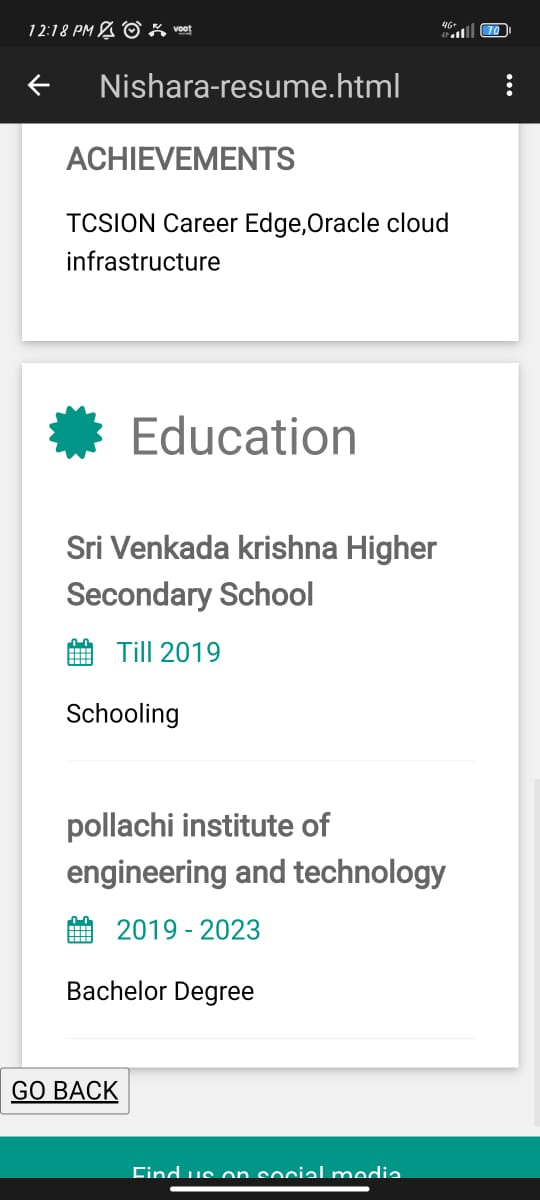 12:18 PM voot 4G+ 70
Nishara-resume.html
ACHIEVEMENTS
TCSION Career Edge,Oracle cloud
infrastructure
Education
Sri Venkada krishna Higher
Secondary School
Till 2019
Schooling
pollachi institute of
engineering and technology
2019 - 2023
Bachelor Degree
GO BACK
Find us on social media